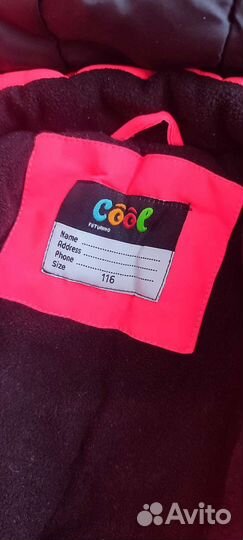 Cool
FUTURINO
Name ....................
Address ....................
Phone ....................
Size 116
Avito